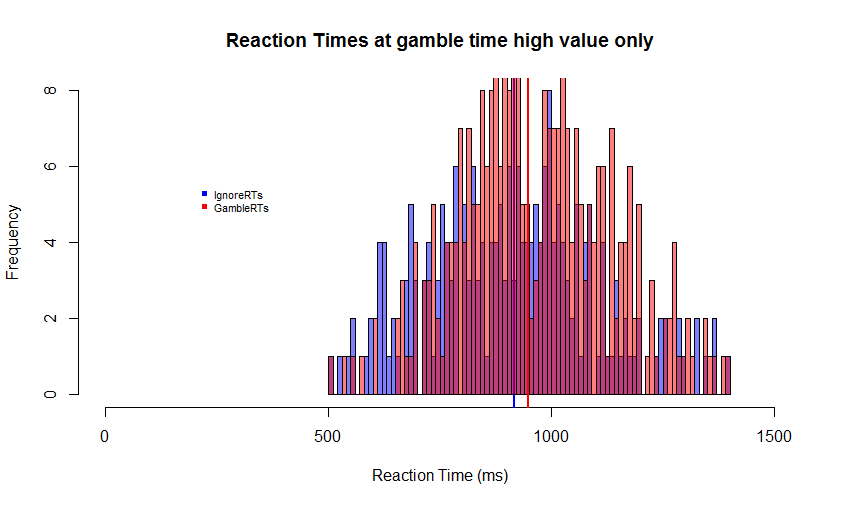 Reaction Times at gamble time high value only
8
6
4
2
0
Frequency
IgnoreRTs
GambleRTs
0 500 1000 1500
Reaction Time (ms)